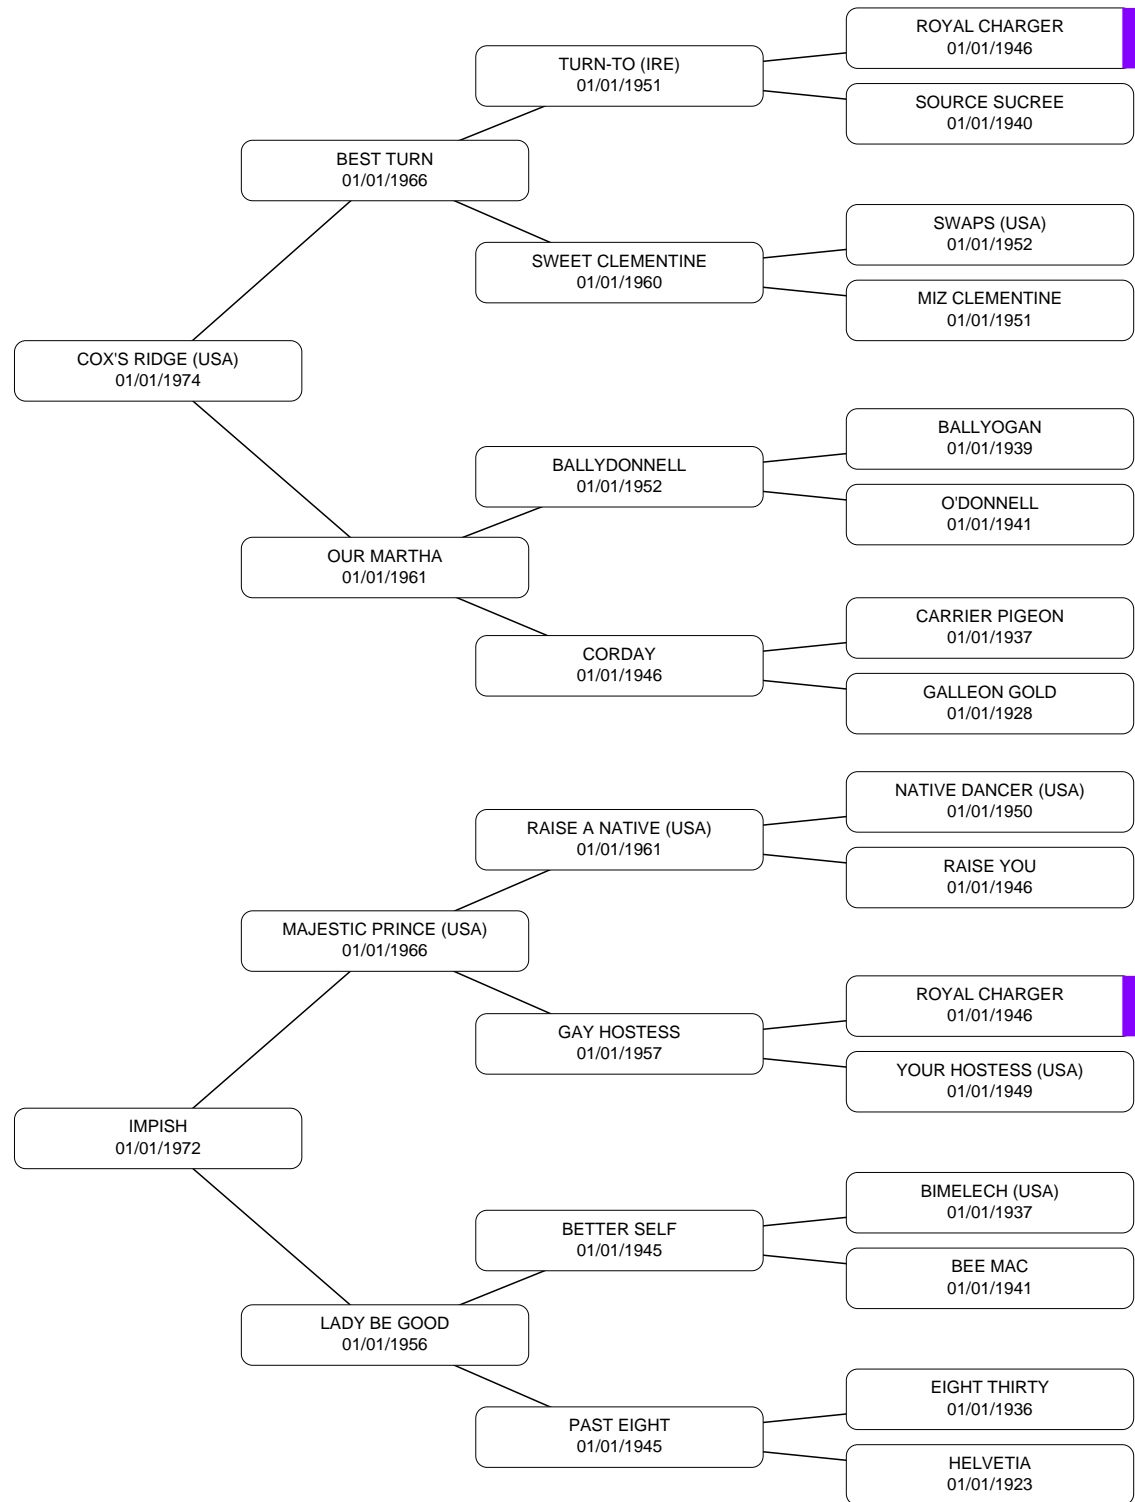 ROYAL CHARGER
01/01/1946
TURN-TO (IRE)
01/01/1951
SOURCE SUCREE
01/01/1940
BEST TURN
01/01/1966
SWAPS (USA)
01/01/1952
SWEET CLEMENTINE
01/01/1960
MIZ CLEMENTINE
01/01/1951
COX'S RIDGE (USA)
01/01/1974
BALLYOGAN
01/01/1939
BALLYDONNELL
01/01/1952
O'DONNELL
01/01/1941
OUR MARTHA
01/01/1961
CARRIER PIGEON
01/01/1937
CORDAY
01/01/1946
GALLEON GOLD
01/01/1928
NATIVE DANCER (USA)
01/01/1950
RAISE A NATIVE (USA)
01/01/1961
RAISE YOU
01/01/1946
MAJESTIC PRINCE (USA)
01/01/1966
ROYAL CHARGER
01/01/1946
GAY HOSTESS
01/01/1957
YOUR HOSTESS (USA)
01/01/1949
IMPISH
01/01/1972
BIMELECH (USA)
01/01/1937
BETTER SELF
01/01/1945
BEE MAC
01/01/1941
LADY BE GOOD
01/01/1956
EIGHT THIRTY
01/01/1936
PAST EIGHT
01/01/1945
HELVETIA
01/01/1923